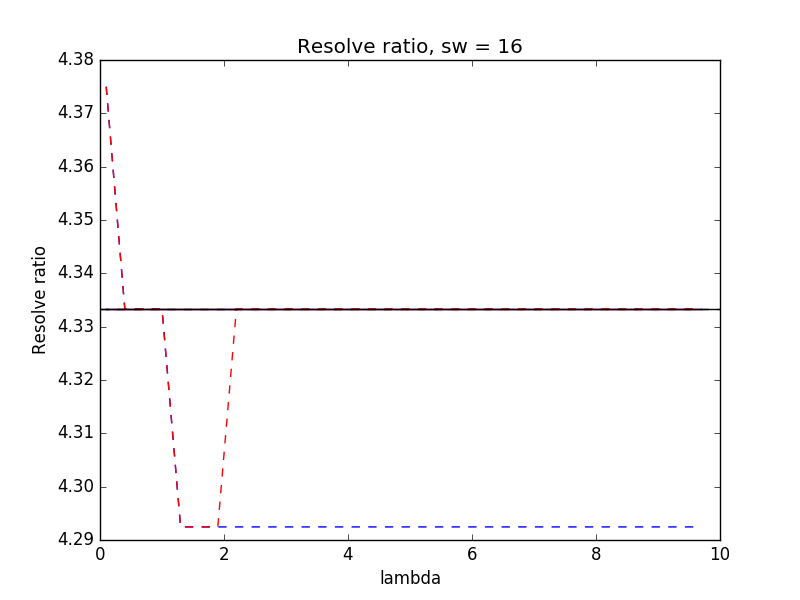 Resolve ratio, sw = 16
4.38
4.37
4.36
4.35
4.34
4.33
4.32
4.31
4.30
4.29
Resolve ratio
0 2 4 6 8 10
lambda